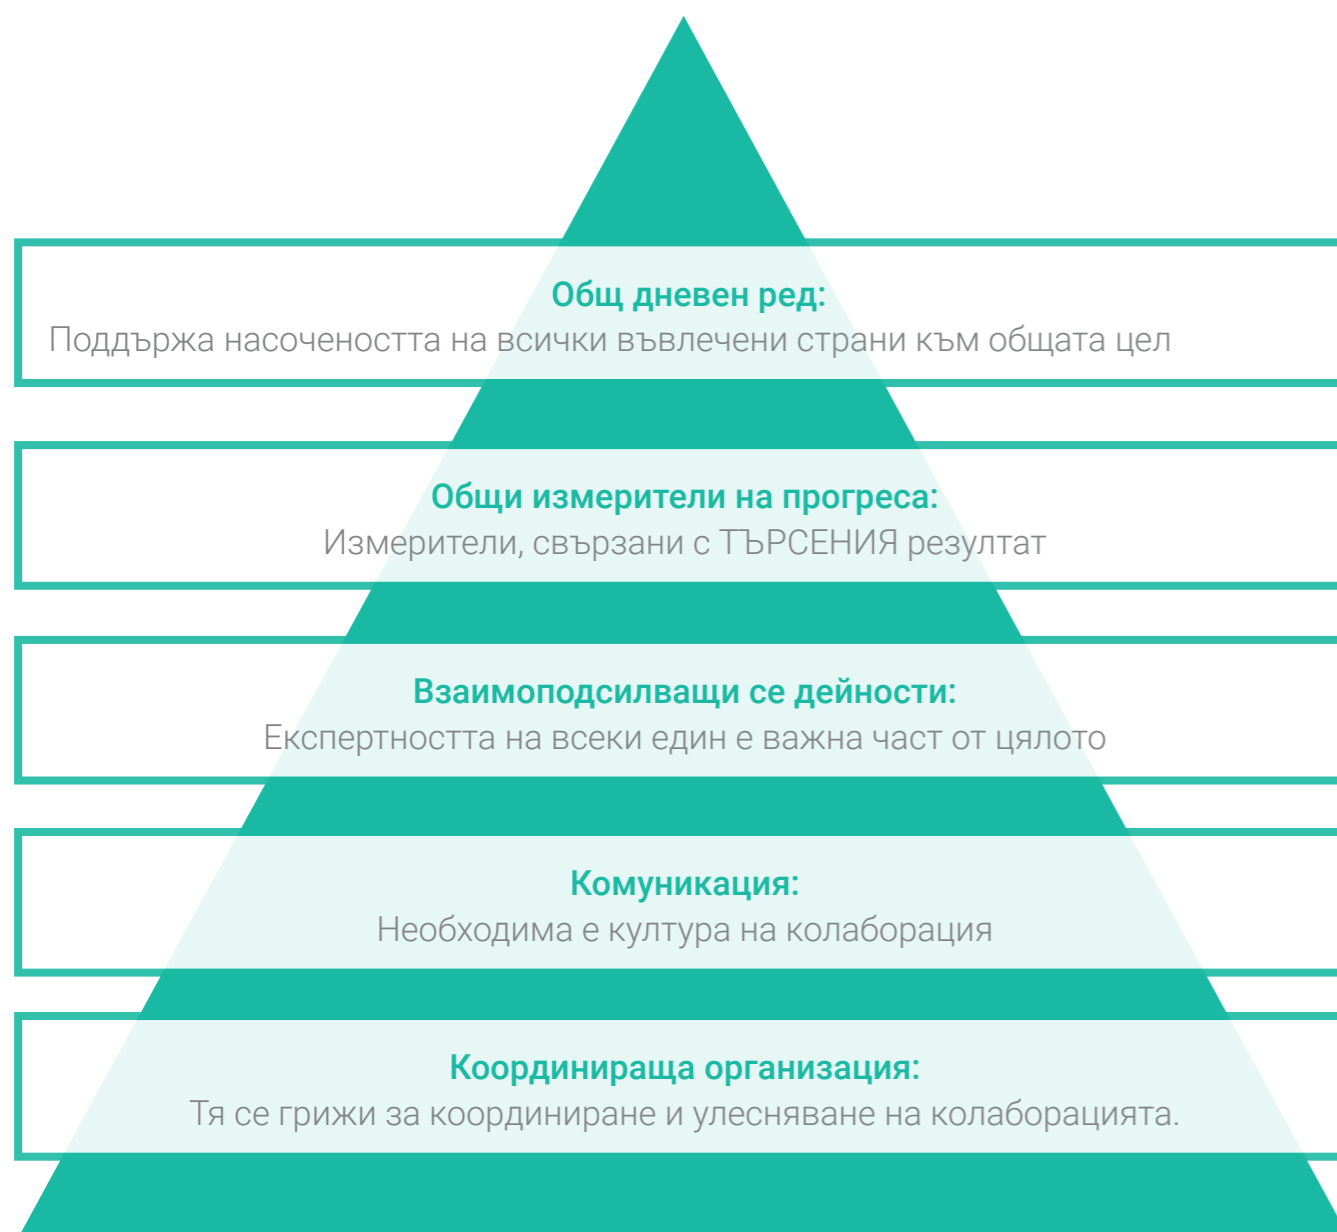 Общ дневен ред:
Поддържа насочеността на всички въвлечени страни към общата цел
Общи измерители на прогреса:
Измерители, свързани с ТЪРСЕНИЯ резултат
Взаимоподсилващи се дейности:
Експертността на всеки един е важна част от цялото
Комуникация:
Необходима е култура на колаборация
Координираща организация:
Тя се грижи за координиране и улесняване на колаборацията.